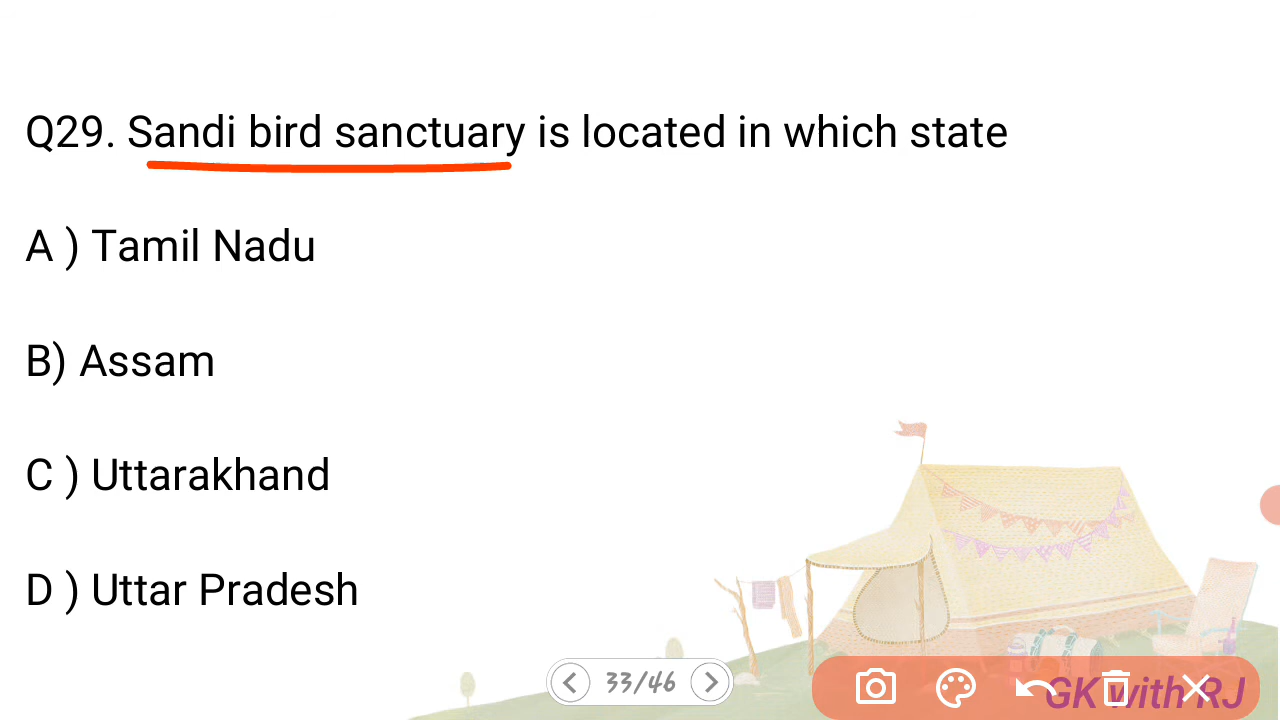 Q29. Sandi bird sanctuary is located in which state
A ) Tamil Nadu
B) Assam
C ) Uttarakhand
D ) Uttar Pradesh
33/46
GK with RJ